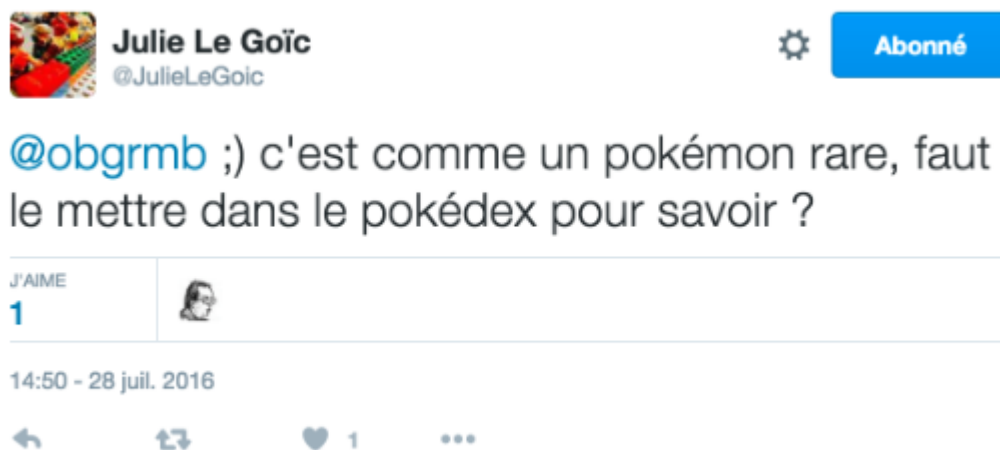 Julie Le Goïc
@JulieLeGoic
Abonné
@obgrmb ;) c'est comme un pokémon rare, faut
le mettre dans le pokédex pour savoir ?
J'AIME
1
14:50 - 28 juil. 2016
1